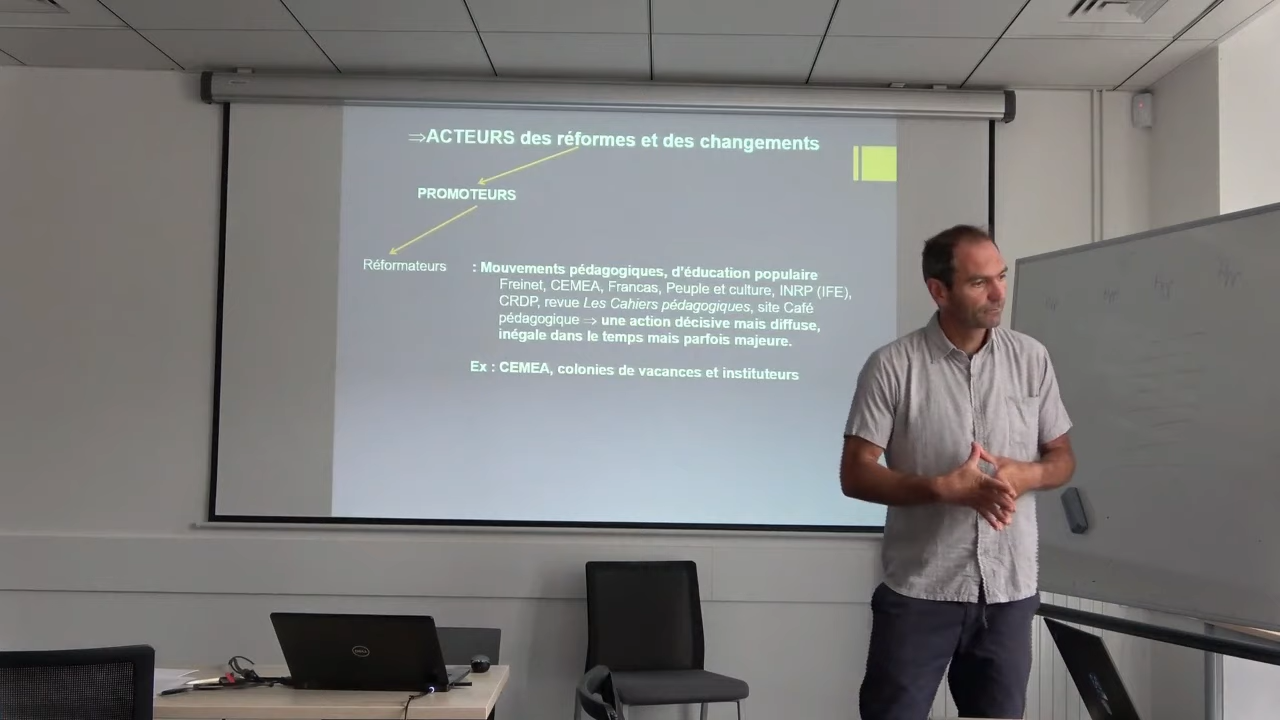 ⇒ACTEURS des réformes et des changements
PROMOTEURS
Réformateurs : Mouvements pédagogiques, d'éducation populaire
Freinet, CEMEA, Francas, Peuple et culture, INRP (IFE),
CRDP, revue Les Cahiers pédagogiques, site Café
pédagogique ⇒ une action décisive mais diffuse,
inégale dans le temps mais parfois majeure.
Ex : CEMEA, colonies de vacances et instituteurs
DELL